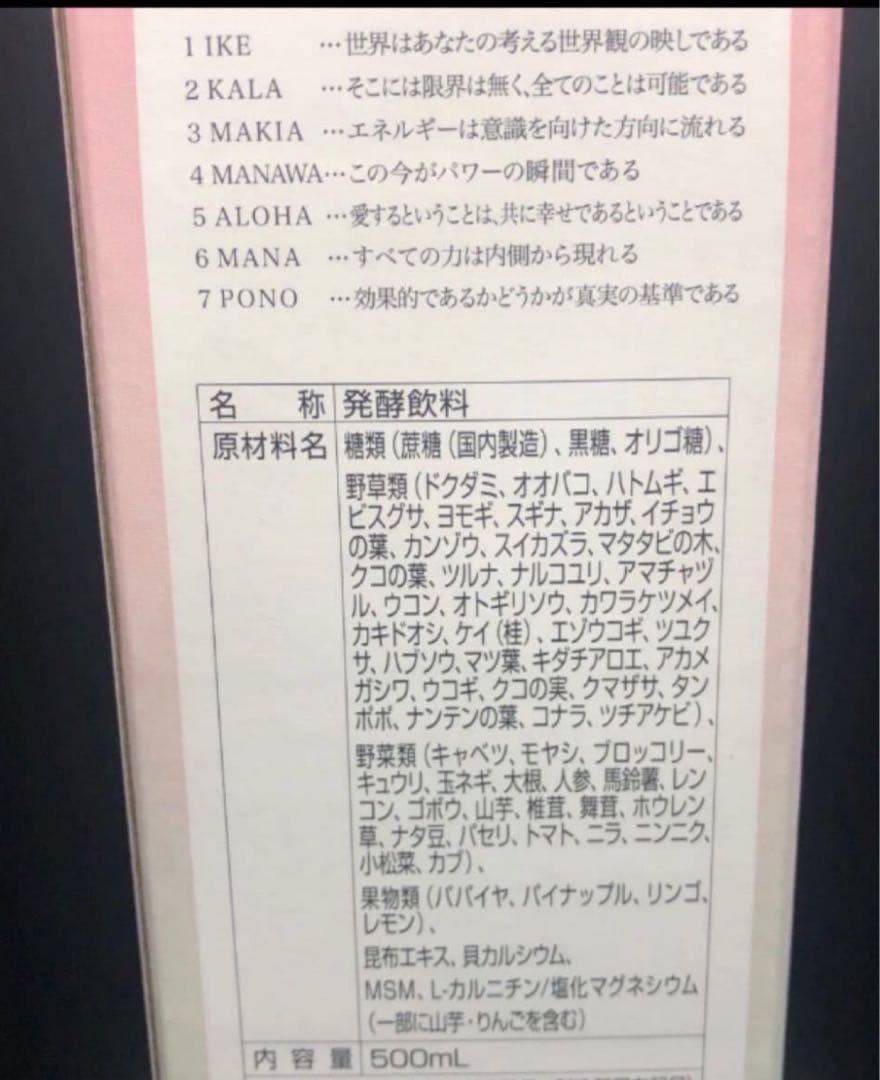 1 IKE …世界はあなたの考える世界観の映しである
2 KALA …そこには限界は無く、全てのことは可能である
3 MAKIA …エネルギーは意識を向けた方向に流れる
4 MANAWA…この今がパワーの瞬間である
5 ALOHA …愛するということは、共に幸せであるということである
6 MANA …すべての力は内側から現れる
7 PONO …効果的であるかどうかが真実の基準である
名称 発酵飲料
原材料名 糖類(蔗糖(国内製造)、黒糖、オリゴ糖)、
野草類(ドクダミ、オオバコ、ハトムギ、エ
ビスグサ、ヨモギ、スギナ、アカザ、イチョウ
の葉、カンゾウ、スイカズラ、マタタビの木、
クコの葉、ツルナ、ナルコユリ、アマチャヅ
ル、ウコン、オトギリソウ、カワラケツメイ、
カキドオシ、ケイ(桂)、エゾウコギ、ツユク
サ、ハブソウ、マツ葉、キダチアロエ、アカメ
ガシワ、ウコギ、クコの実、クマザサ、タン
ポポ、ナンテンの葉、コナラ、ツチアケビ)、
野菜類(キャベツ、モヤシ、ブロッコリー、
キュウリ、玉ネギ、大根、人参、馬鈴薯、レン
コン、ゴボウ、山芋、椎茸、舞茸、ホウレン
草、ナタ豆、パセリ、トマト、ニラ、ニンニク、
小松菜、カブ)、
果物類(パパイヤ、パイナップル、リンゴ、
レモン)、
昆布エキス、貝カルシウム、
MSM、L-カルニチン/塩化マグネシウム
(一部に山芋・りんごを含む)
内容量 500mL